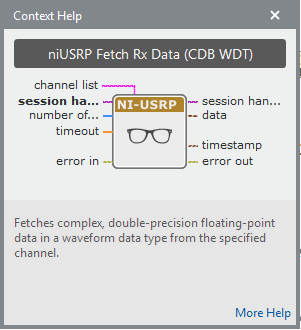 Context Help
niUSRP Fetch Rx Data (CDB WDT)
channel list
session ha...
number of...
timeout
error in
NI-USRP
session han...
data
timestamp
error out
Fetches complex, double-precision floating-point
data in a waveform data type from the specified
channel.
More Help